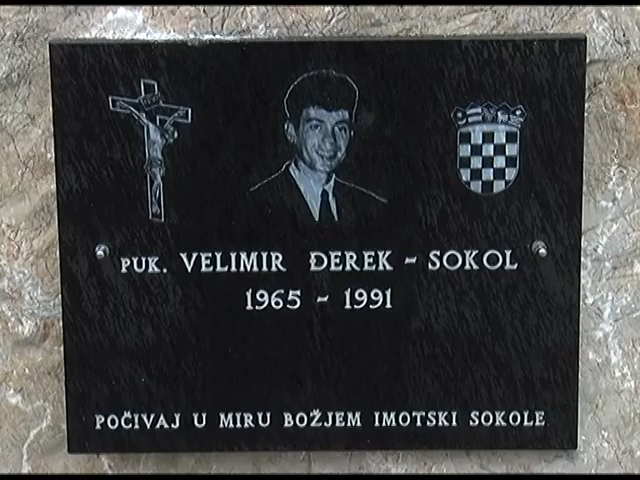 PUK. VELIMIR ĐEREK - SOKOL
1965 - 1991
POČIVAJ U MIRU BOŽJEM IMOTSKI SOKOLE